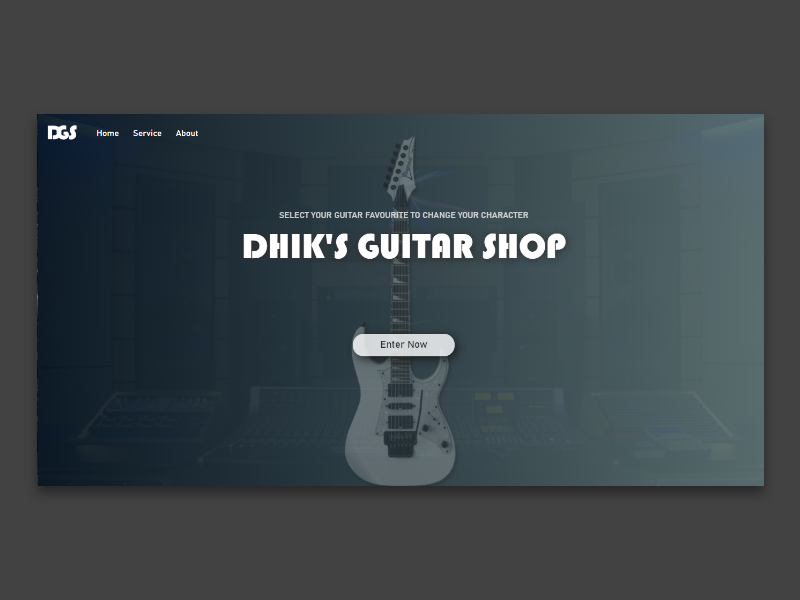 DGS Home Service About
SELECT YOUR GUITAR FAVOURITE TO CHANGE YOUR CHARACTER
DHIK'S GUITAR SHOP
Enter Now